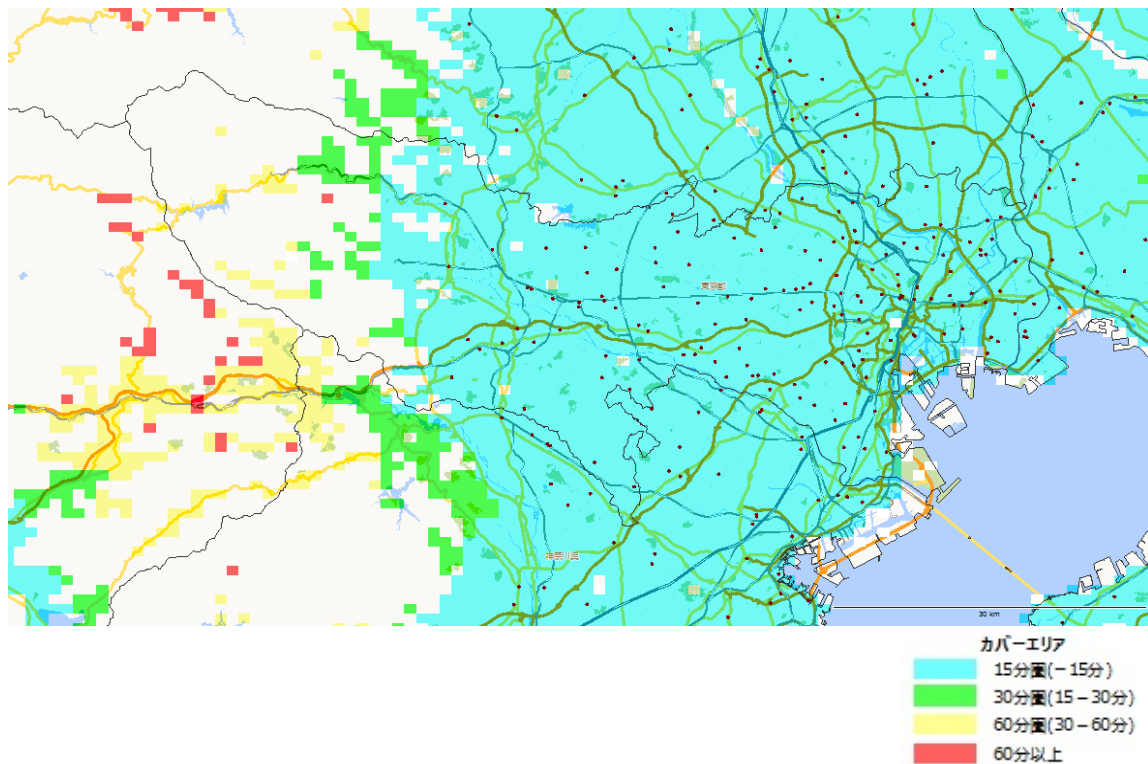 東京都
神奈川県
20 km
カバーエリア
15分圏(－15分)
30分圏(15－30分)
60分圏(30－60分)
60分以上